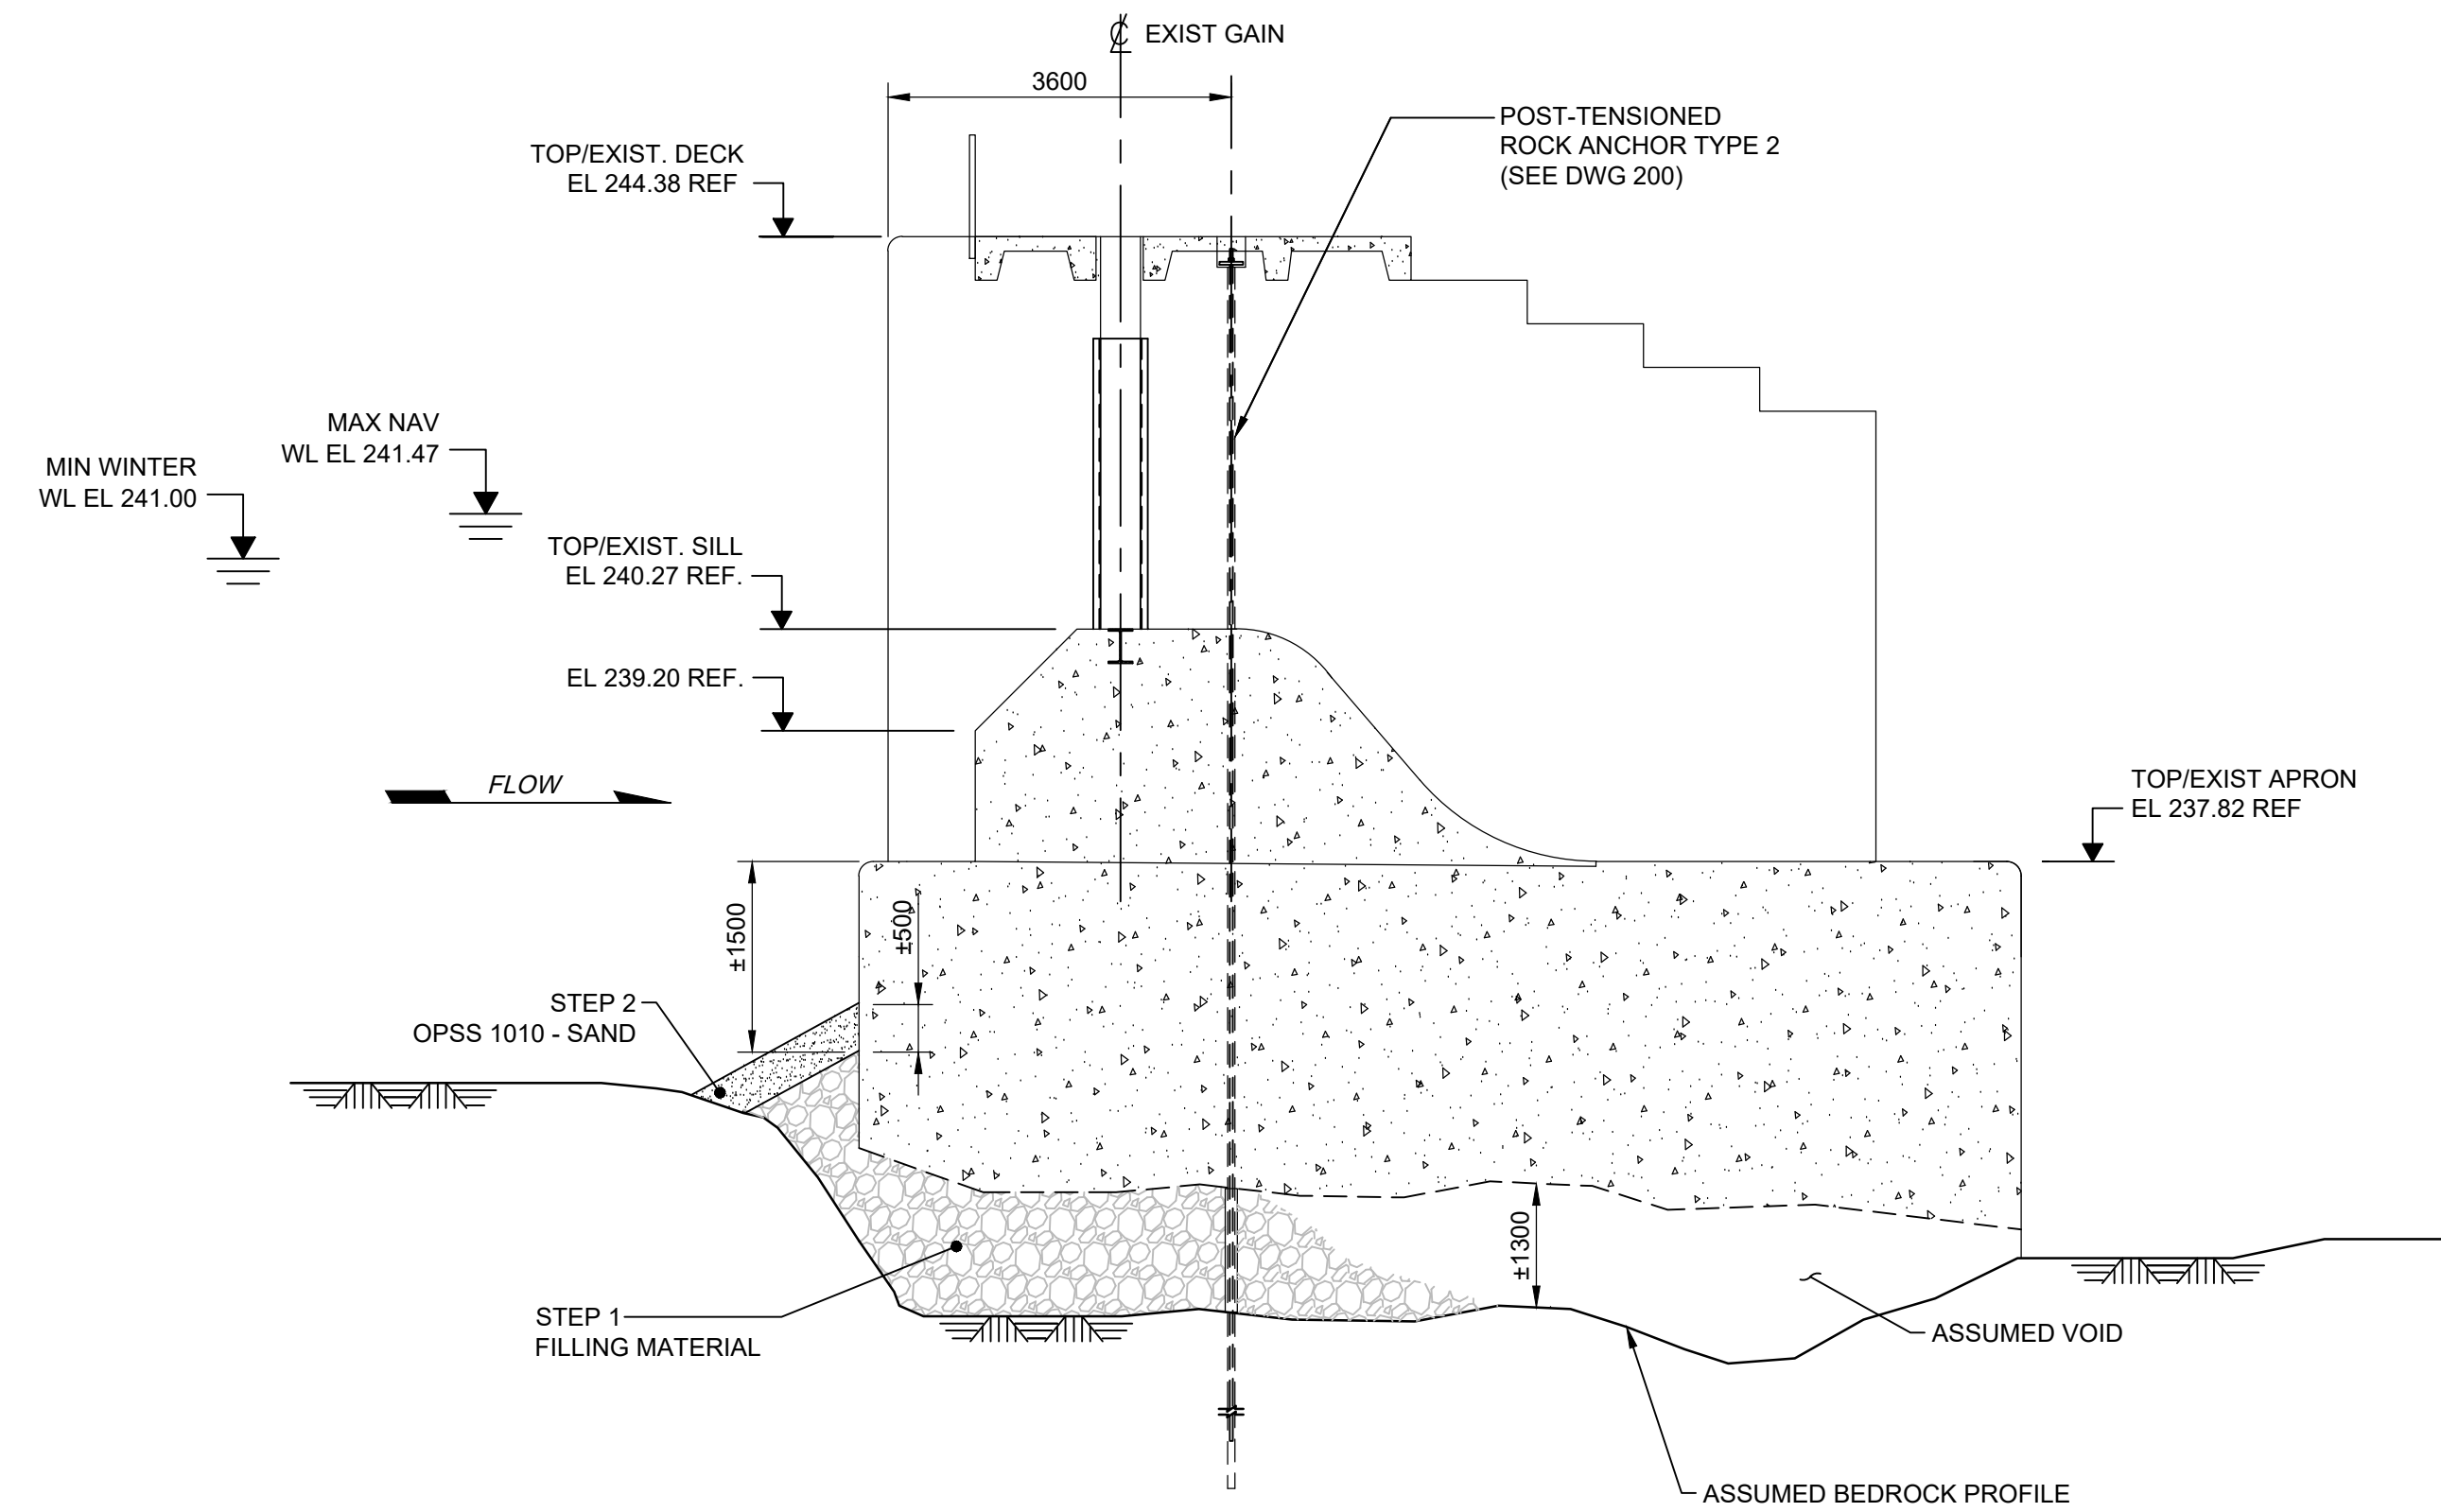 ℄ EXIST GAIN
3600
POST-TENSIONED
ROCK ANCHOR TYPE 2
(SEE DWG 200)
TOP/EXIST. DECK
EL 244.38 REF
MAX NAV
WL EL 241.47
MIN WINTER
WL EL 241.00
TOP/EXIST. SILL
EL 240.27 REF.
EL 239.20 REF.
FLOW
TOP/EXIST APRON
EL 237.82 REF
±1500
±500
STEP 2
OPSS 1010 - SAND
±1300
STEP 1
FILLING MATERIAL
ASSUMED VOID
ASSUMED BEDROCK PROFILE